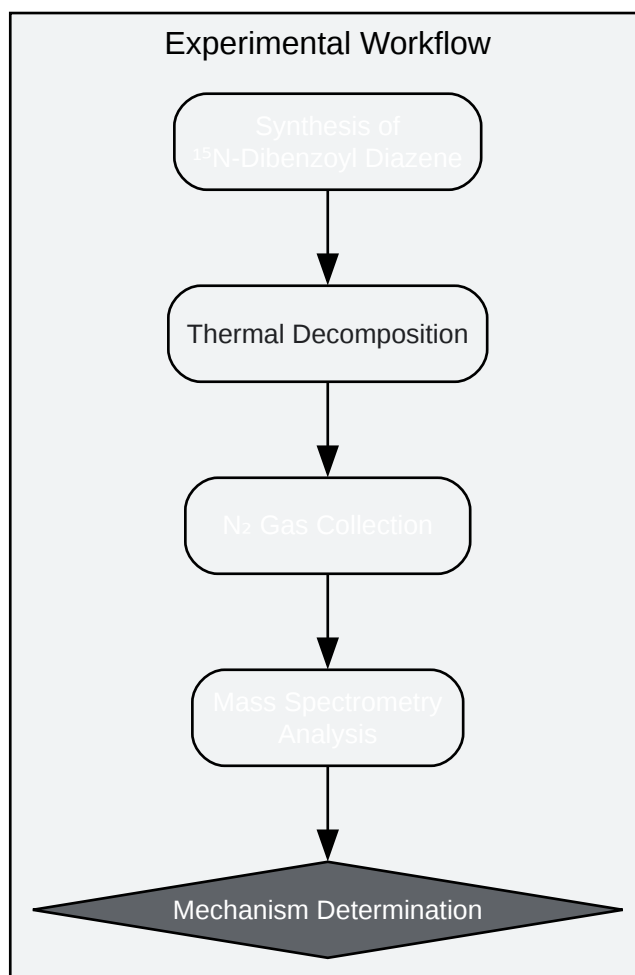 Experimental Workflow
Synthesis of
¹⁵N-Dibenzoyl Diazene
Thermal Decomposition
N₂ Gas Collection
Mass Spectrometry
Analysis
Mechanism Determination